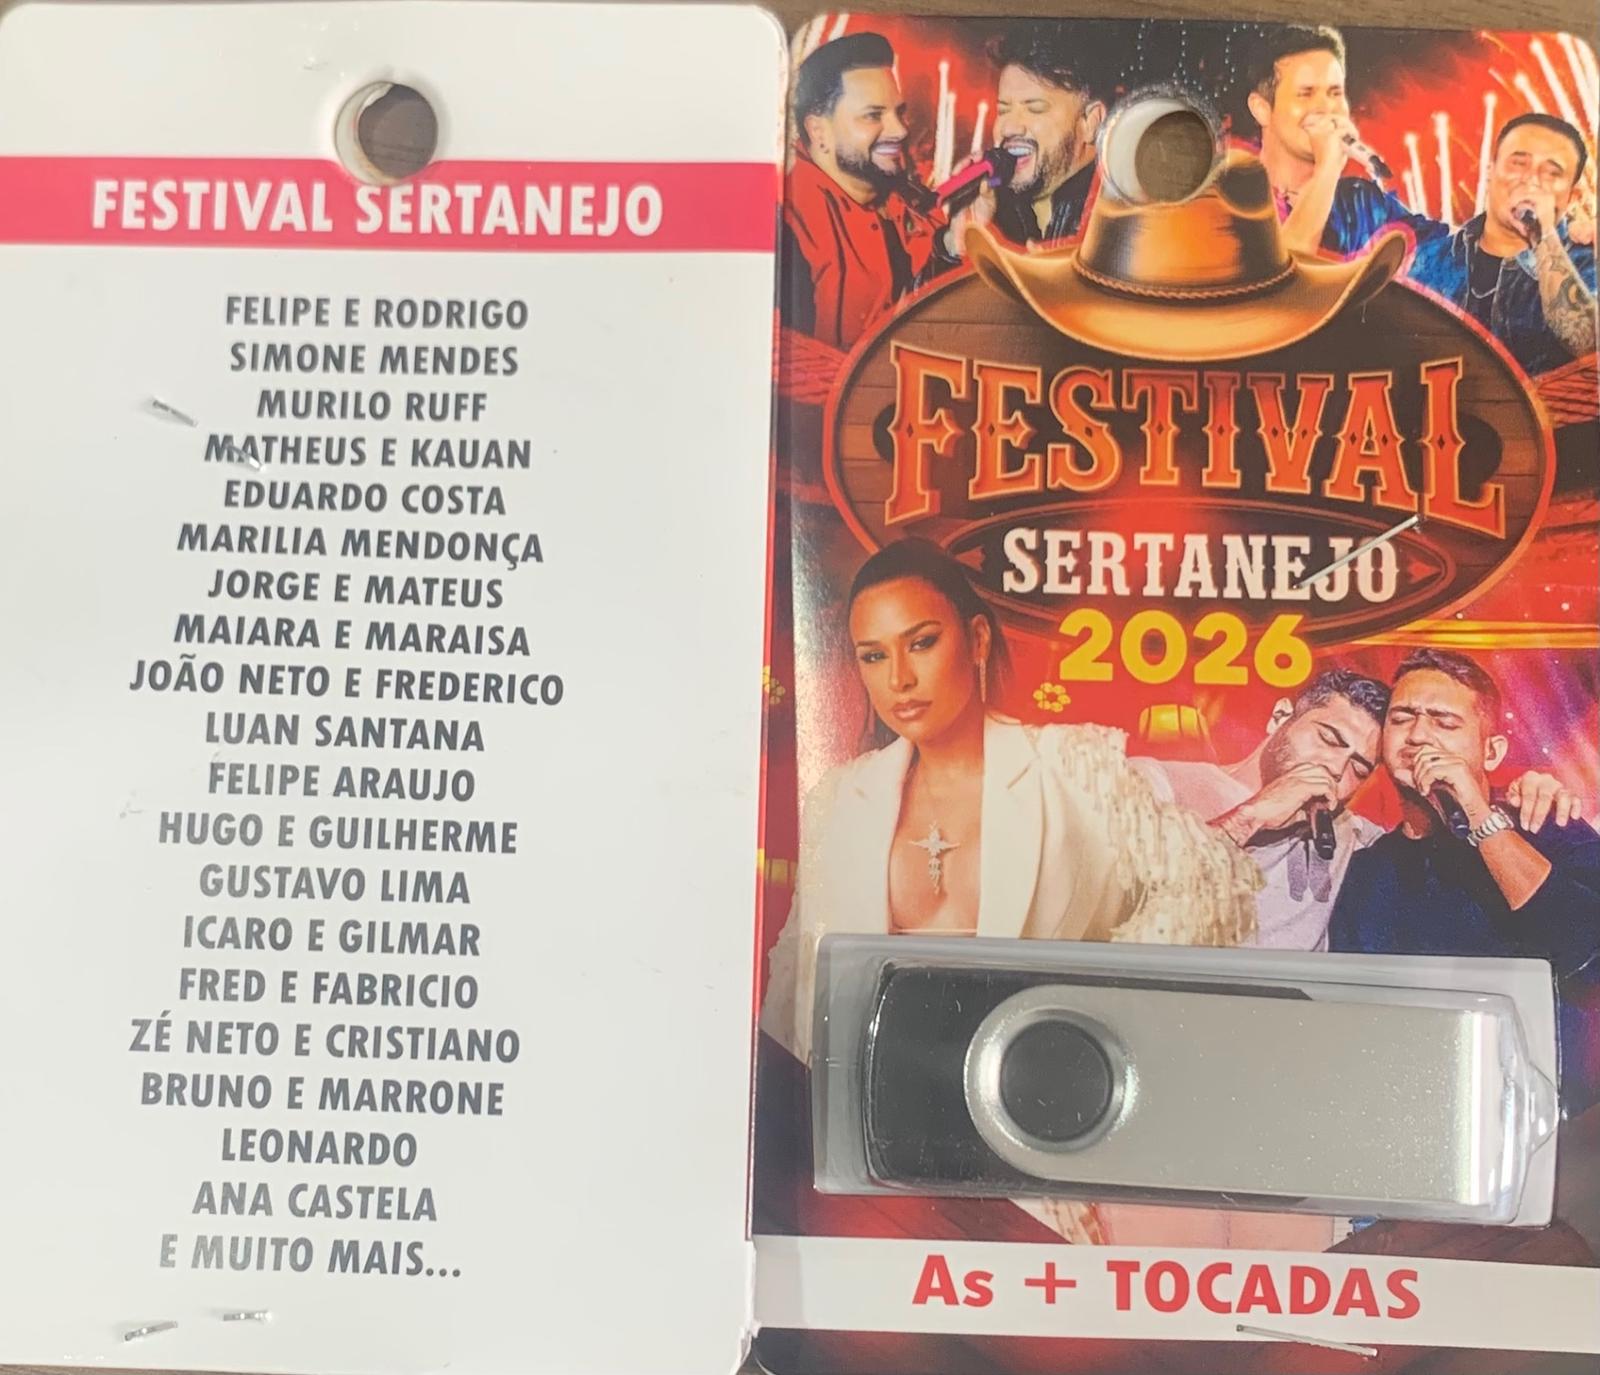 FESTIVAL SERTANEJO
FELIPE E RODRIGO
SIMONE MENDES
MURILO RUFF
MATHEUS E KAUAN
EDUARDO COSTA
MARILIA MENDONÇA
JORGE E MATEUS
MAIARA E MARAISA
JOÃO NETO E FREDERICO
LUAN SANTANA
FELIPE ARAUJO
HUGO E GUILHERME
GUSTAVO LIMA
ICARO E GILMAR
FRED E FABRICIO
ZÉ NETO E CRISTIANO
BRUNO E MARRONE
LEONARDO
ANA CASTELA
E MUITO MAIS...
FESTIVAL
SERTANEJO
2026
As + TOCADAS